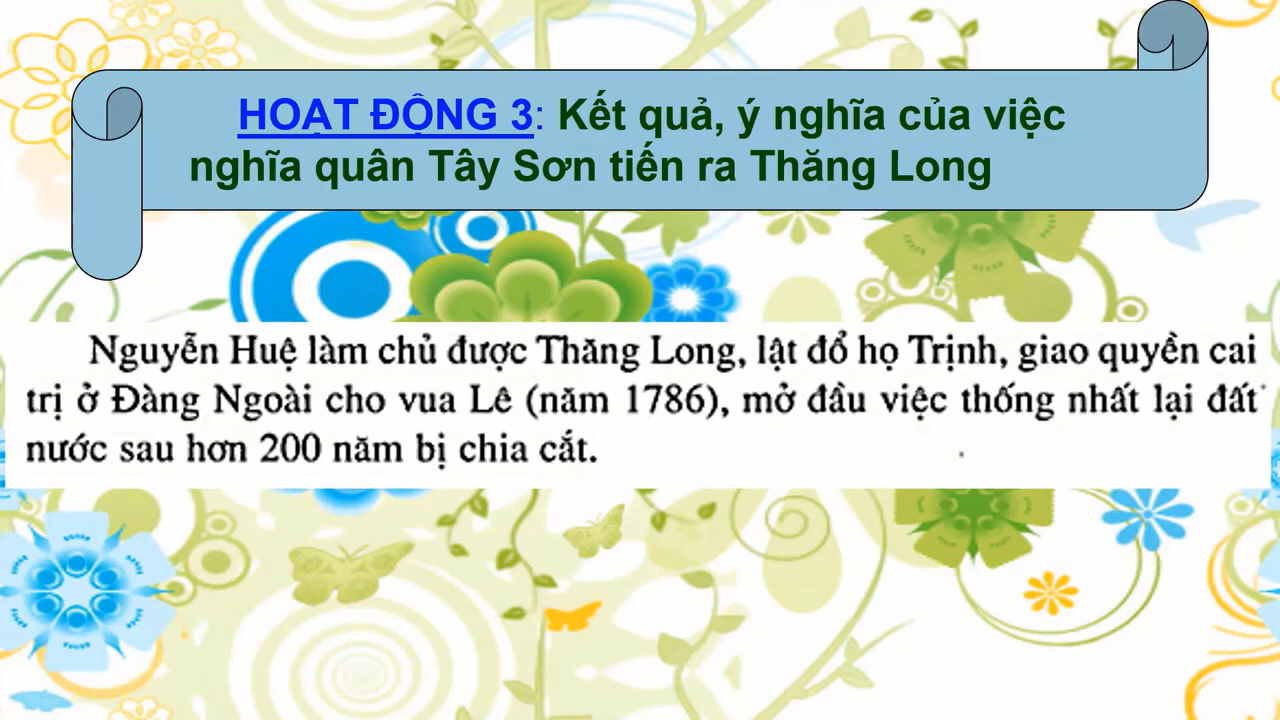 HOẠT ĐỘNG 3: Kết quả, ý nghĩa của việc
nghĩa quân Tây Sơn tiến ra Thăng Long
Nguyễn Huệ làm chủ được Thăng Long, lật đổ họ Trịnh, giao quyền cai
trị ở Đàng Ngoài cho vua Lê (năm 1786), mở đầu việc thống nhất lại đất
nước sau hơn 200 năm bị chia cắt.